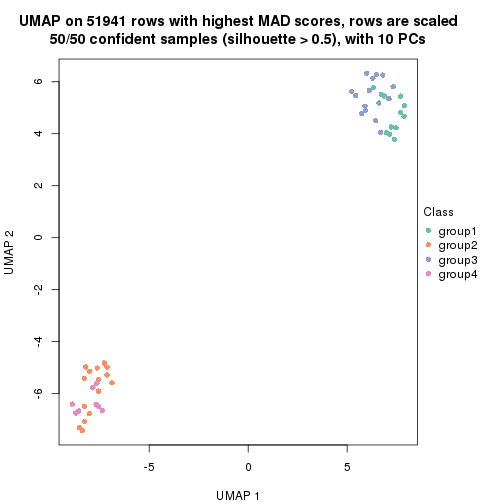 UMAP on 51941 rows with highest MAD scores, rows are scaled
50/50 confident samples (silhouette > 0.5), with 10 PCs
6
4
2
0
-2
-4
-6
UMAP 2
-5
0
5
UMAP 1
Class
group1
group2
group3
group4